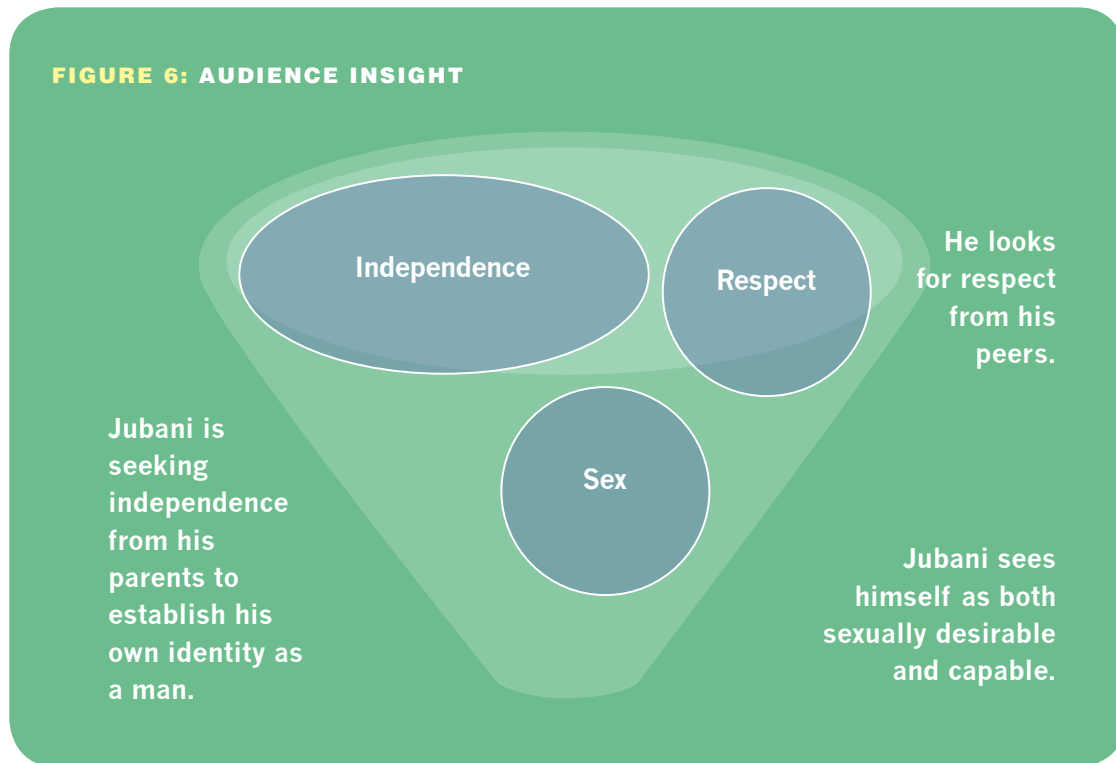 FIGURE 6: AUDIENCE INSIGHT
Independence
Respect
He looks
for respect
from his
peers.
Sex
Jubani is
seeking
independence
from his
parents to
establish his
own identity as
a man.
Jubani sees
himself as both
sexually desirable
and capable.